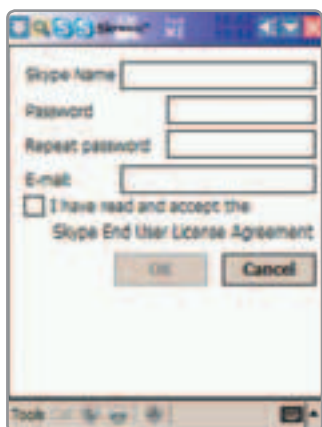 Skype Name
Password
Repeat password
E-mail:
I have read and accept the
Skype End User License Agreement
OK Cancel
Tools